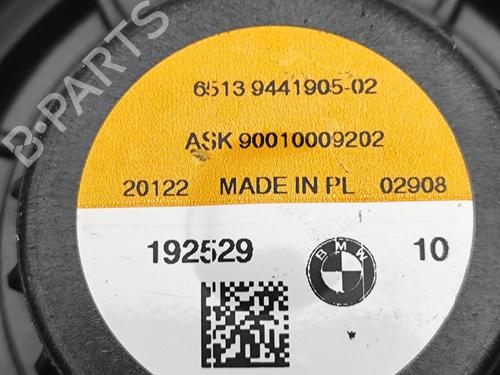 B-PARTS
6513 9441905-02
ASK 90010009202
20122 MADE IN PL 02908
192529 BMW 10